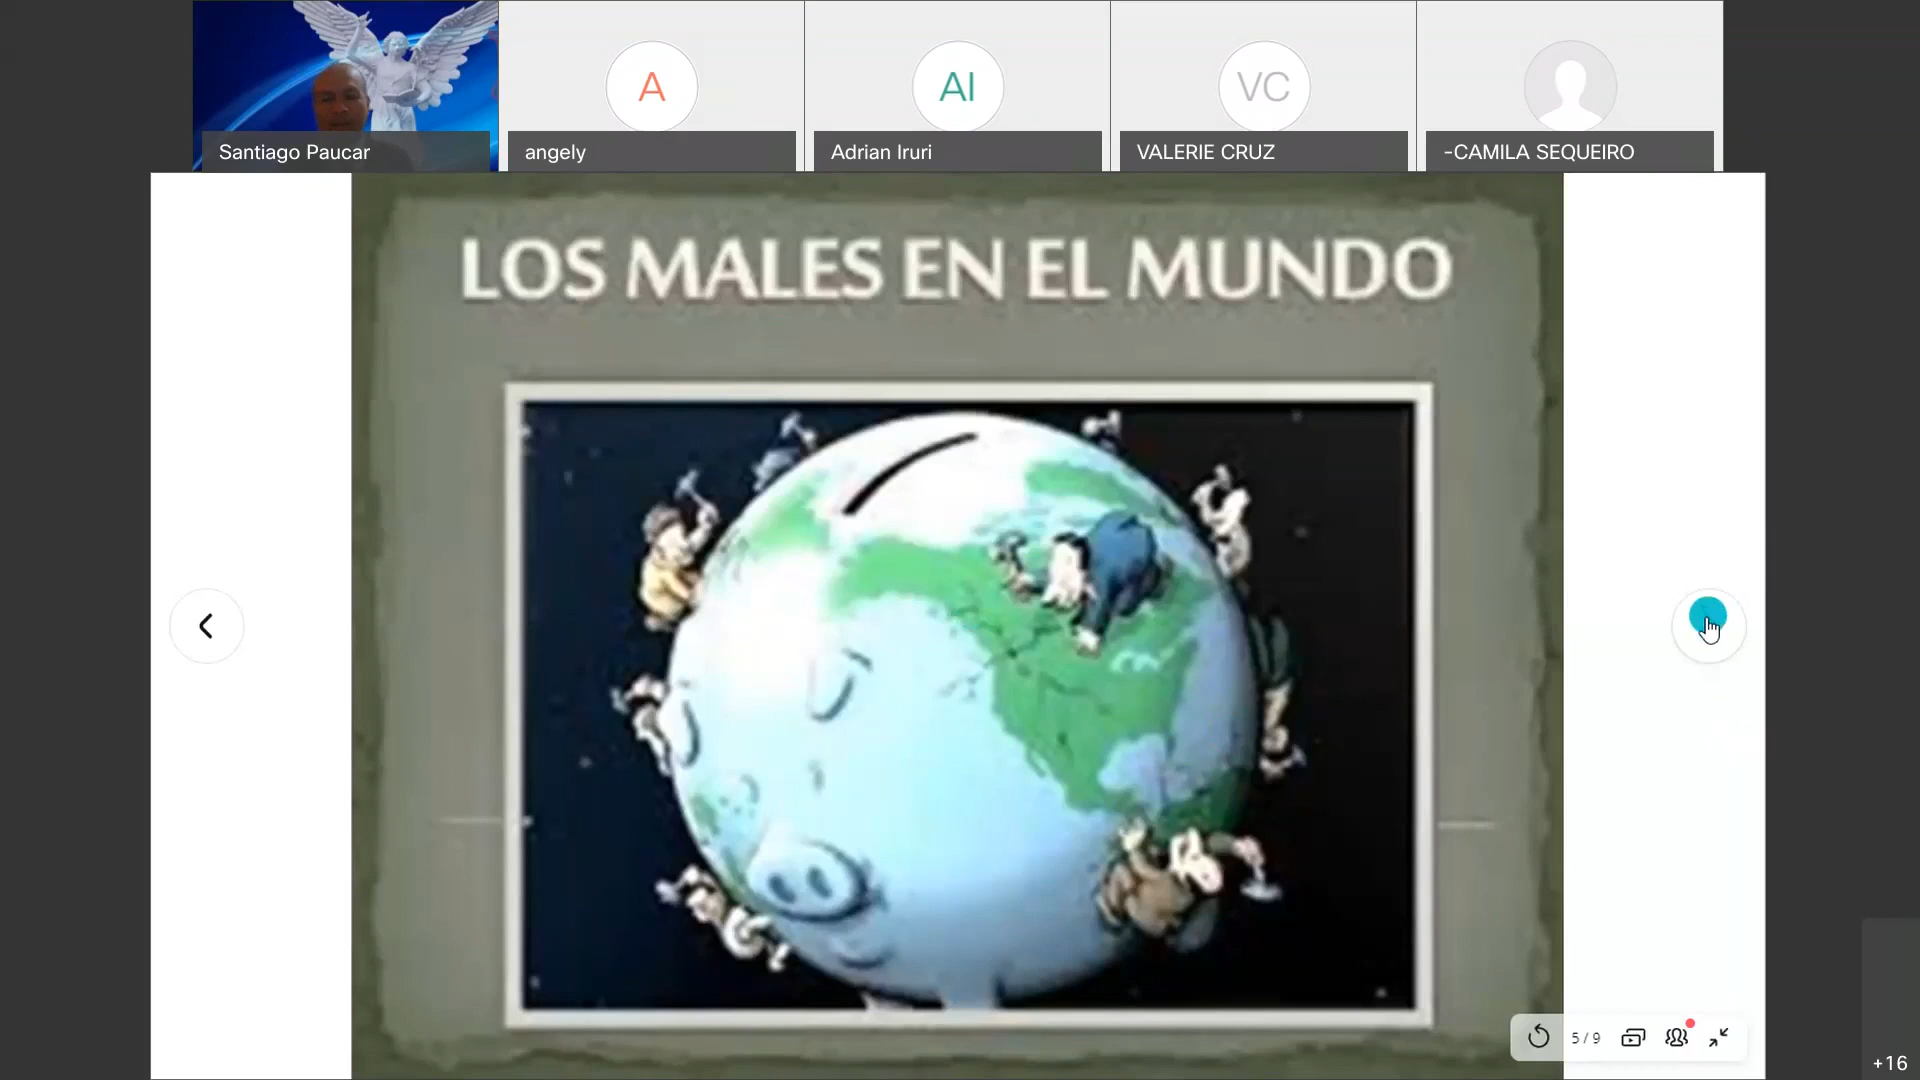 Santiago Paucar
A
angely
AI
Adrian Iruri
VC
VALERIE CRUZ
-CAMILA SEQUEIRO
LOS MALES EN EL MUNDO
5/9
+16